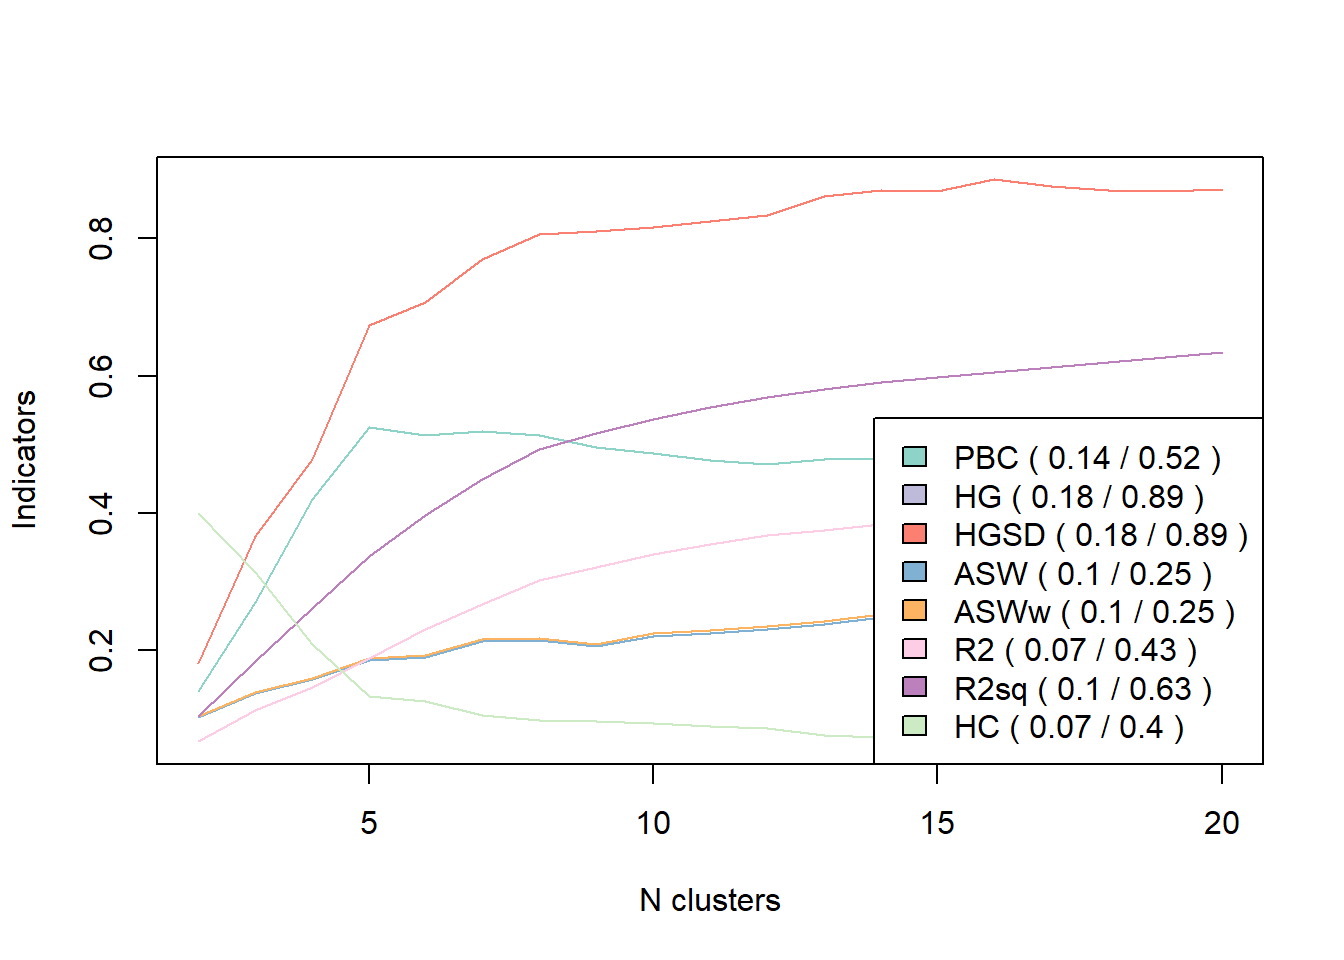 Indicators
0.8
0.6
0.4
0.2
PBC ( 0.14 / 0.52 )
HG ( 0.18 / 0.89 )
HGSD ( 0.18 / 0.89 )
ASW ( 0.1 / 0.25 )
ASWw ( 0.1 / 0.25 )
R2 ( 0.07 / 0.43 )
R2sq ( 0.1 / 0.63 )
HC ( 0.07 / 0.4 )
5 10 15 20
N clusters